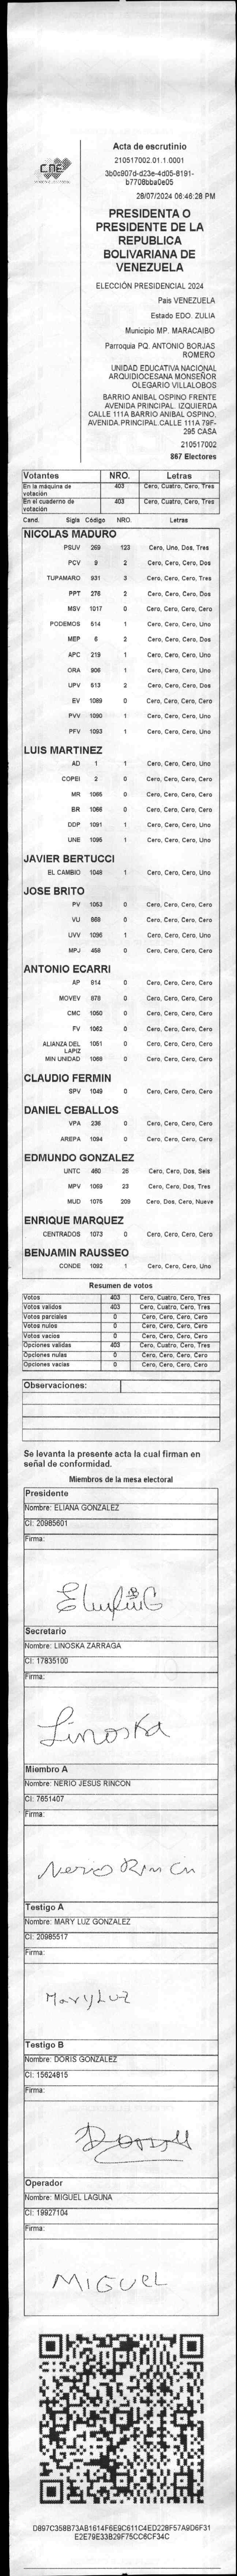 CNE
Acta de escrutinio
210517002.01.1.0001
3b0c907d-d23e-4d05-8191-
b7708bba0e05
28/07/2024 06:46:28 PM
PRESIDENTA O
PRESIDENTE DE LA
REPUBLICA
BOLIVARIANA DE
VENEZUELA
ELECCIÓN PRESIDENCIAL 2024
Pais VENEZUELA
Estado EDO. ZULIA
Municipio MP. MARACAIBO
Parroquia PQ. ANTONIO BORJAS
ROMERO
UNIDAD EDUCATIVA NACIONAL
ARQUIDIOCESANA MONSEÑOR
OLEGARIO VILLALOBOS
BARRIO ANIBAL OSPINO FRENTE
AVENIDA PRINCIPAL IZQUIERDA
CALLE 111A BARRIO ANIBAL OSPINO.
AVENIDA.PRINCIPAL.CALLE 111A 79F-
295 CASA
210517002
867 Electores
Votantes NRO. Letras
En la máquina de votación 403 Cero, Cuatro, Cero, Tres
En el cuaderno de votación 403 Cero, Cuatro, Cero, Tres
Cand. Sigla Código NRO. Letras
NICOLAS MADURO
PSUV 269 123 Cero, Uno, Dos, Tres
PCV 9 2 Cero, Cero, Cero, Dos
TUPAMARO 931 3 Cero, Cero, Cero, Tres
PPT 276 2 Cero, Cero, Cero, Dos
MSV 1017 0 Cero, Cero, Cero, Cero
PODEMOS 514 1 Cero, Cero, Cero, Uno
MEP 6 2 Cero, Cero, Cero, Dos
APC 219 1 Cero, Cero, Cero, Uno
ORA 906 1 Cero, Cero, Cero, Uno
UPV 513 2 Cero, Cero, Cero, Dos
EV 1089 0 Cero, Cero, Cero, Cero
PVV 1090 1 Cero, Cero, Cero, Uno
PFV 1093 1 Cero, Cero, Cero, Uno
LUIS MARTINEZ
AD 1 1 Cero, Cero, Cero, Uno
COPEI 2 0 Cero, Cero, Cero, Cero
MR 1065 0 Cero, Cero, Cero, Cero
BR 1066 0 Cero, Cero, Cero, Cero
DDP 1091 1 Cero, Cero, Cero, Uno
UNE 1096 1 Cero, Cero, Cero, Uno
JAVIER BERTUCCI
EL CAMBIO 1048 1 Cero, Cero, Cero, Uno
JOSE BRITO
PV 1053 0 Cero, Cero, Cero, Cero
VU 868 0 Cero, Cero, Cero, Cero
UVV 1095 1 Cero, Cero, Cero, Uno
MPJ 458 0 Cero, Cero, Cero, Cero
ANTONIO ECARRI
AP 814 0 Cero, Cero, Cero, Cero
MOVEV 878 0 Cero, Cero, Cero, Cero
CMC 1050 0 Cero, Cero, Cero, Cero
FV 1062 0 Cero, Cero, Cero, Cero
ALIANZA DEL LAPIZ 1051 0 Cero, Cero, Cero, Cero
MIN UNIDAD 1068 0 Cero, Cero, Cero, Cero
CLAUDIO FERMIN
SPV 1049 0 Cero, Cero, Cero, Cero
DANIEL CEBALLOS
VPA 236 0 Cero, Cero, Cero, Cero
AREPA 1094 0 Cero, Cero, Cero, Cero
EDMUNDO GONZALEZ
UNTC 460 26 Cero, Cero, Dos, Seis
MPV 1069 23 Cero, Cero, Dos, Tres
MUD 1075 209 Cero, Dos, Cero, Nueve
ENRIQUE MARQUEZ
CENTRADOS 1073 0 Cero, Cero, Cero, Cero
BENJAMIN RAUSSEO
CONDE 1092 1 Cero, Cero, Cero, Uno
Resumen de votos
Votos 403 Cero, Cuatro, Cero, Tres
Votos validos 403 Cero, Cuatro, Cero, Tres
Votos parciales 0 Cero, Cero, Cero, Cero
Votos nulos 0 Cero, Cero, Cero, Cero
Votos vacios 0 Cero, Cero, Cero, Cero
Opciones validas 403 Cero, Cuatro, Cero, Tres
Opciones nulas 0 Cero, Cero, Cero, Cero
Opciones vacias 0 Cero, Cero, Cero, Cero
Observaciones:
Se levanta la presente acta la cual firman en
señal de conformidad.
Miembros de la mesa electoral
Presidente
Nombre: ELIANA GONZALEZ
CI: 20985601
Firma:
Secretario
Nombre: LINOSKA ZARRAGA
CI: 17835100
Firma:
Linoska
Miembro A
Nombre: NERIO JESUS RINCON
CI: 7651407
Firma:
Nerio Rincin
Testigo A
Nombre: MARY LUZ GONZALEZ
CI: 20985517
Firma:
MaryLuz
Testigo B
Nombre: DORIS GONZALEZ
CI: 15624815
Firma:
Operador
Nombre: MIGUEL LAGUNA
CI: 19927104
Firma:
MIGUEL
D897C358B73AB1614F6E9C611C4ED228F57A9D6F31
E2E79E33B29F75CC6CF34C